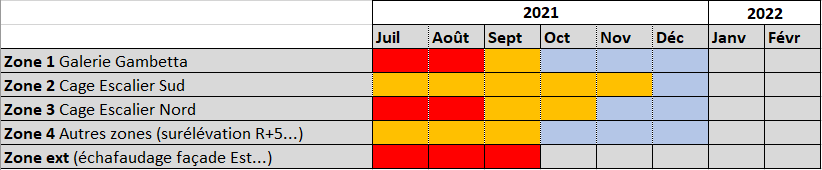 2021 2022
Juil Août Sept Oct Nov Déc Janv Févr
Zone 1 Galerie Gambetta
Zone 2 Cage Escalier Sud
Zone 3 Cage Escalier Nord
Zone 4 Autres zones (surélévation R+5...)
Zone ext (échafaudage façade Est...)